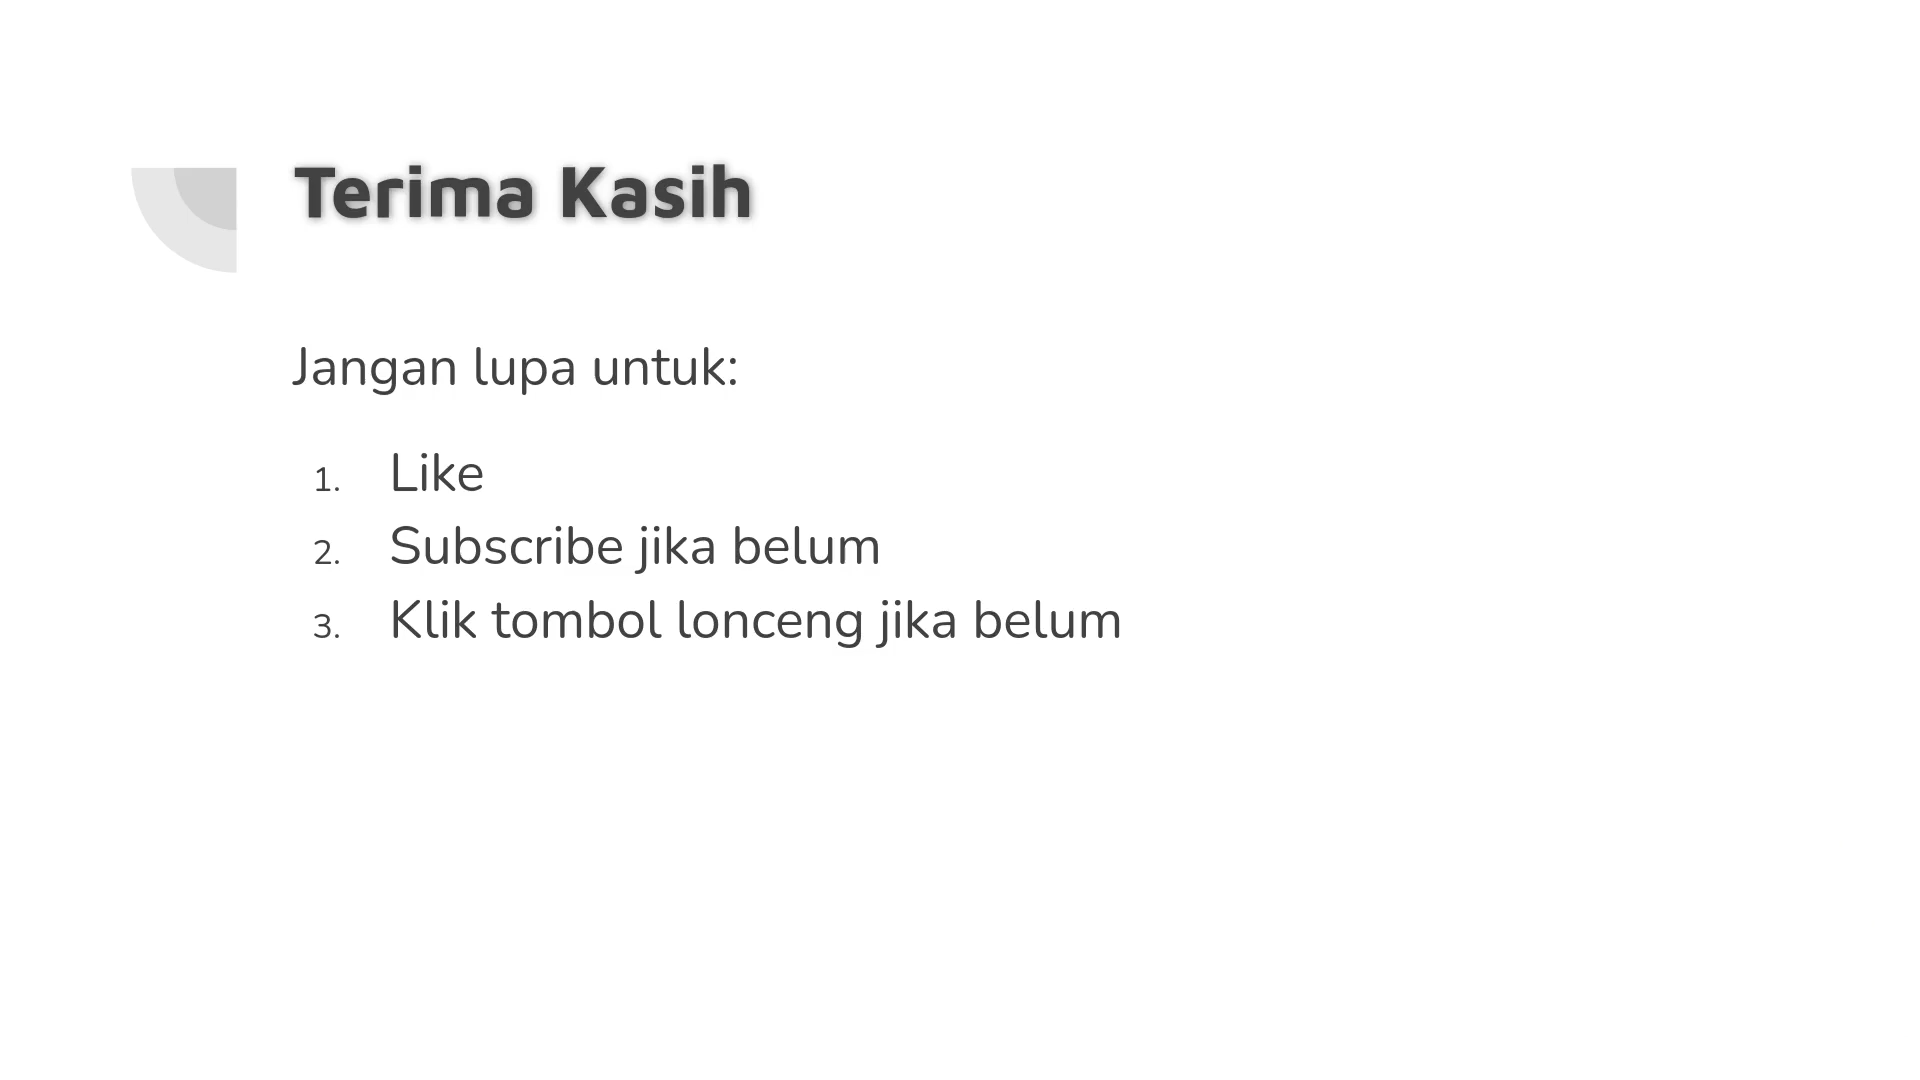 Terima Kasih
Jangan lupa untuk:
1. Like
2. Subscribe jika belum
3. Klik tombol lonceng jika belum